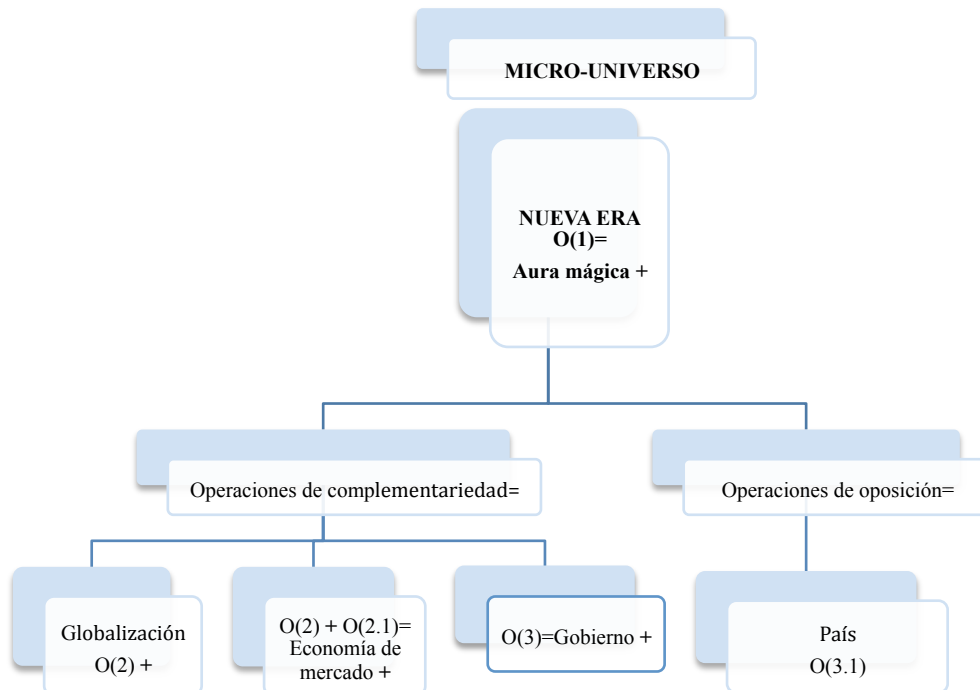 MICRO-UNIVERSO
NUEVA ERA
O(1)=
Aura mágica +
Operaciones de complementariedad=
Operaciones de oposición=
Globalización
O(2) +
O(2) + O(2.1)=
Economía de
mercado +
O(3)=Gobierno +
País
O(3.1)